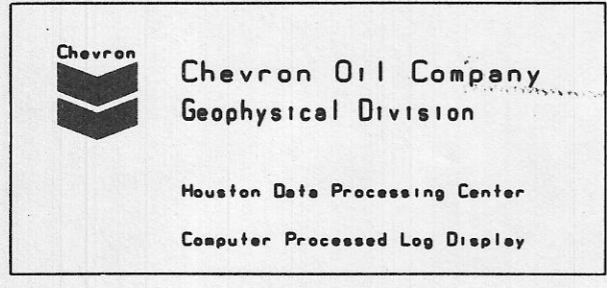 Chevron
Chevron Oil Company
Geophysical Division
Houston Data Processing Center
Computer Processed Log Display